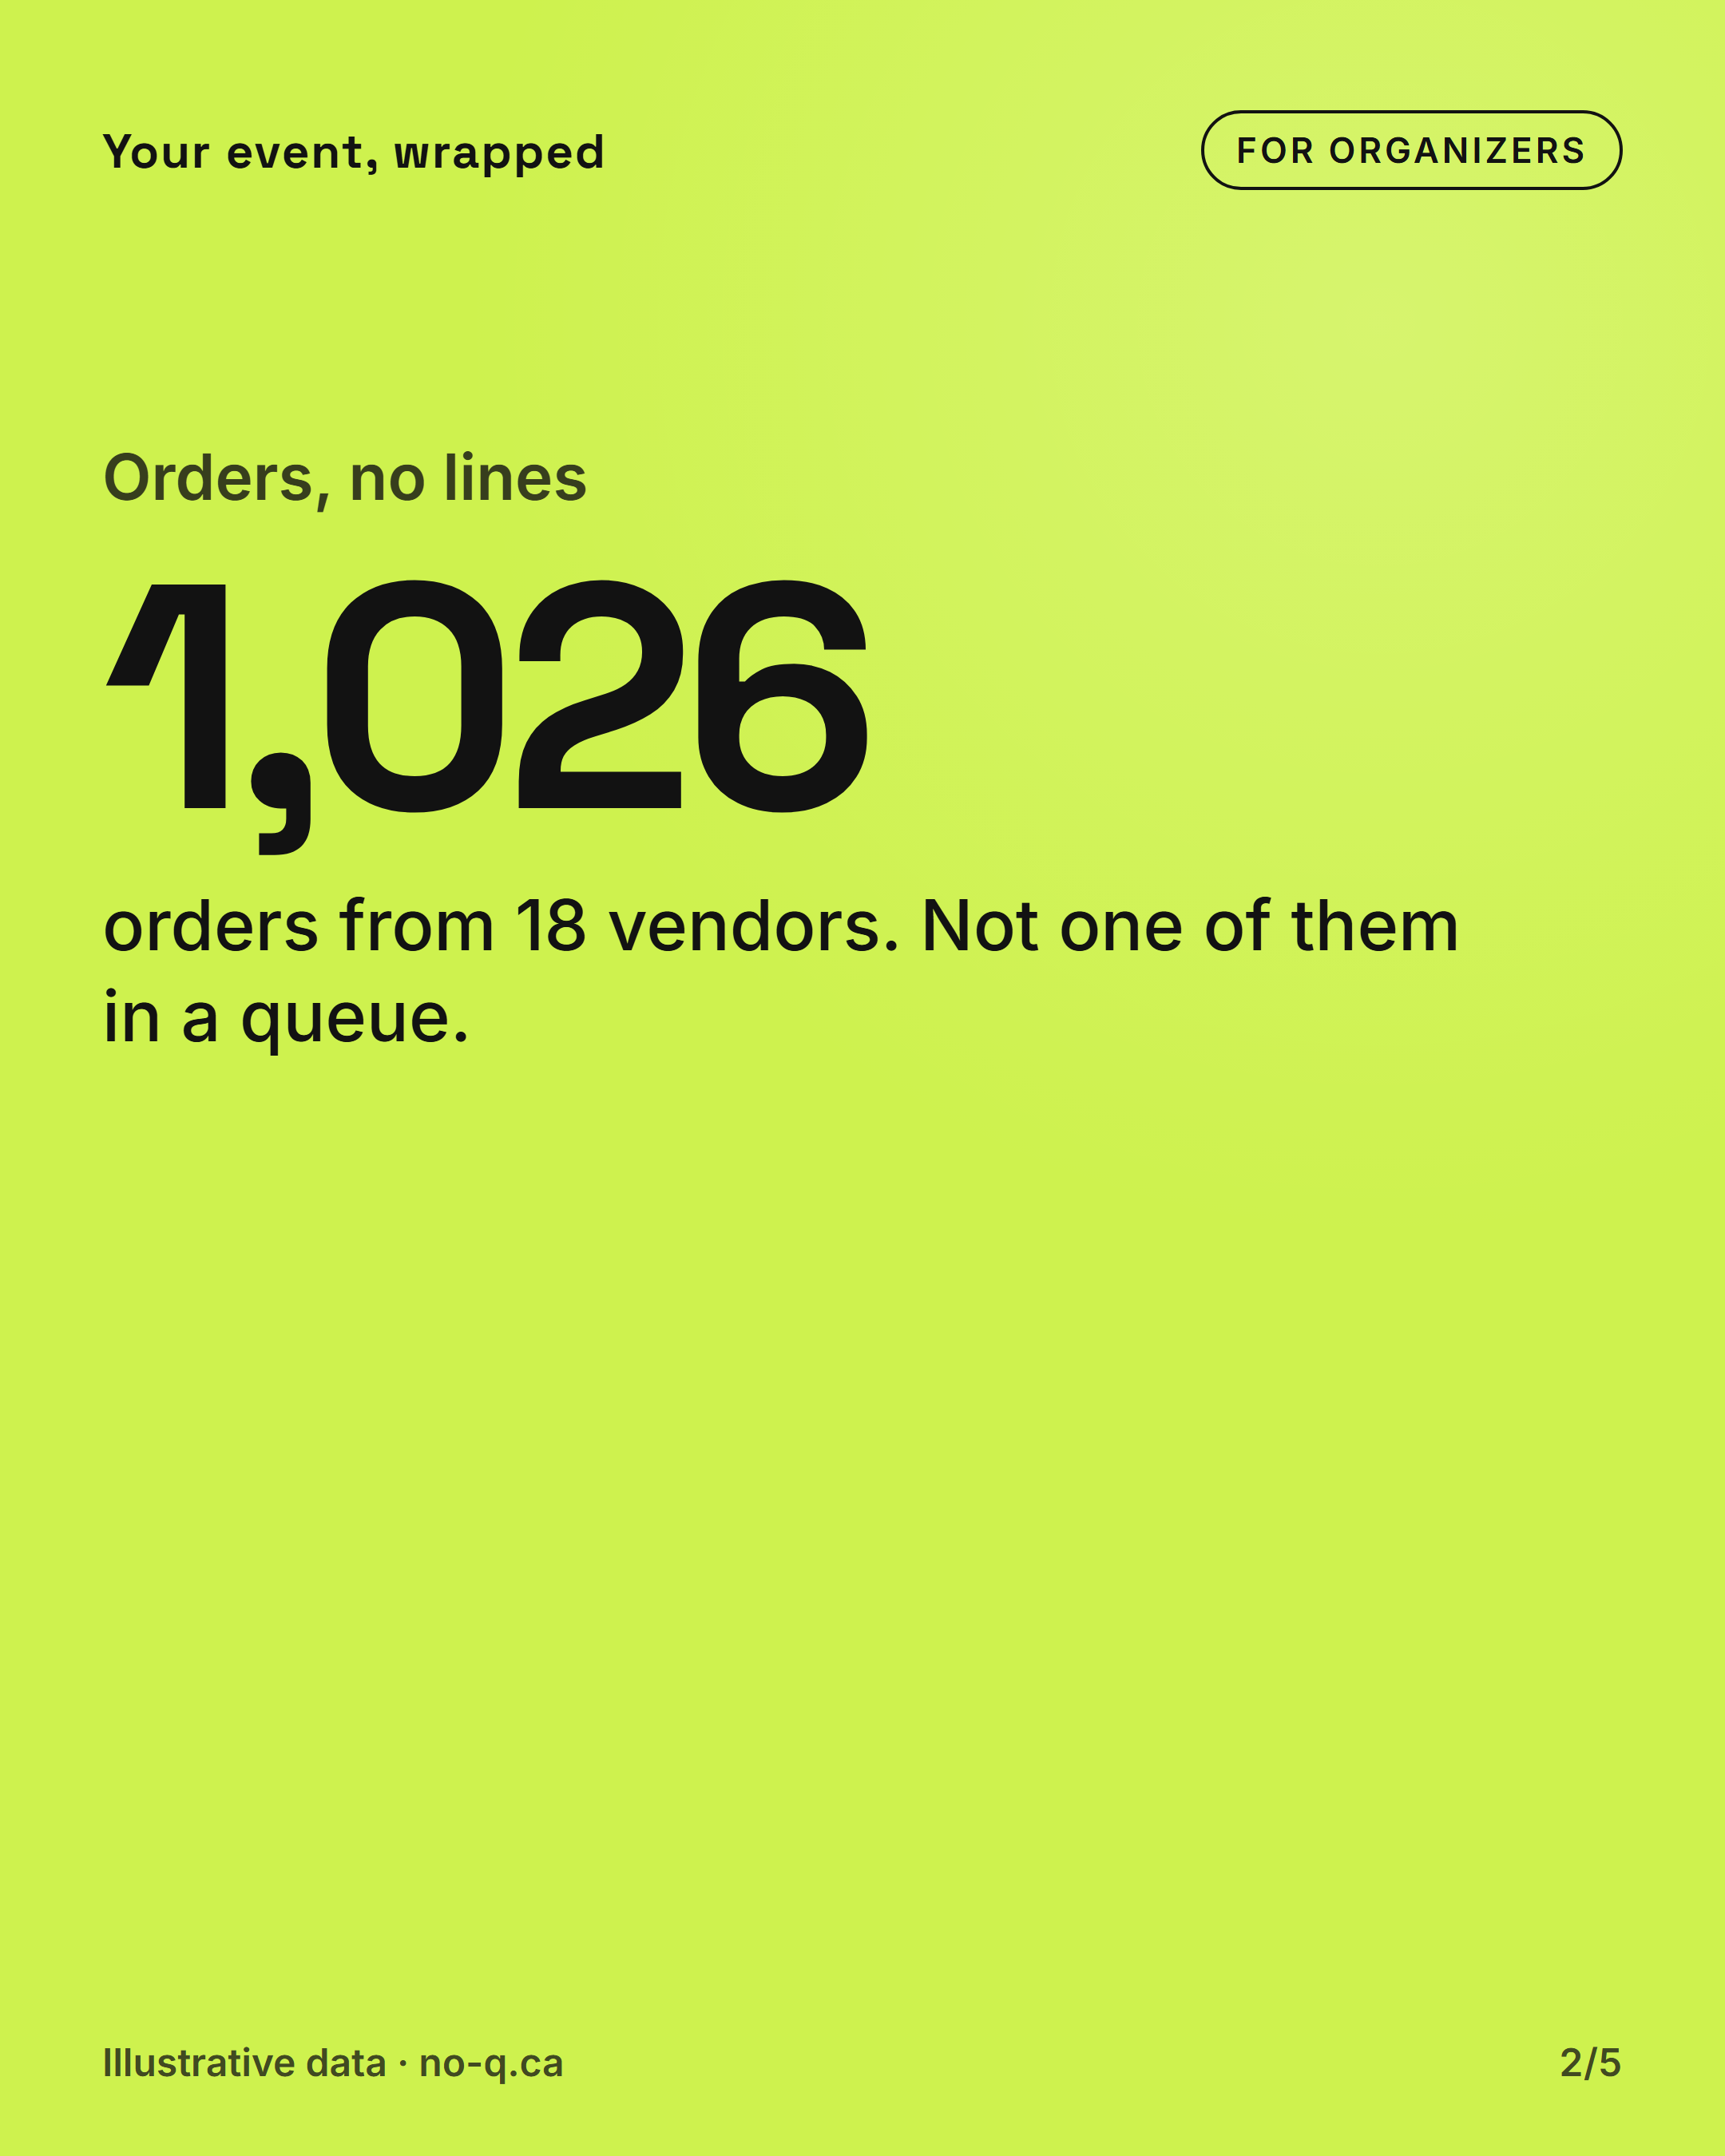 Your event, wrapped
FOR ORGANIZERS
Orders, no lines
1,026
orders from 18 vendors. Not one of them
in a queue.
Illustrative data · no-q.ca
2/5